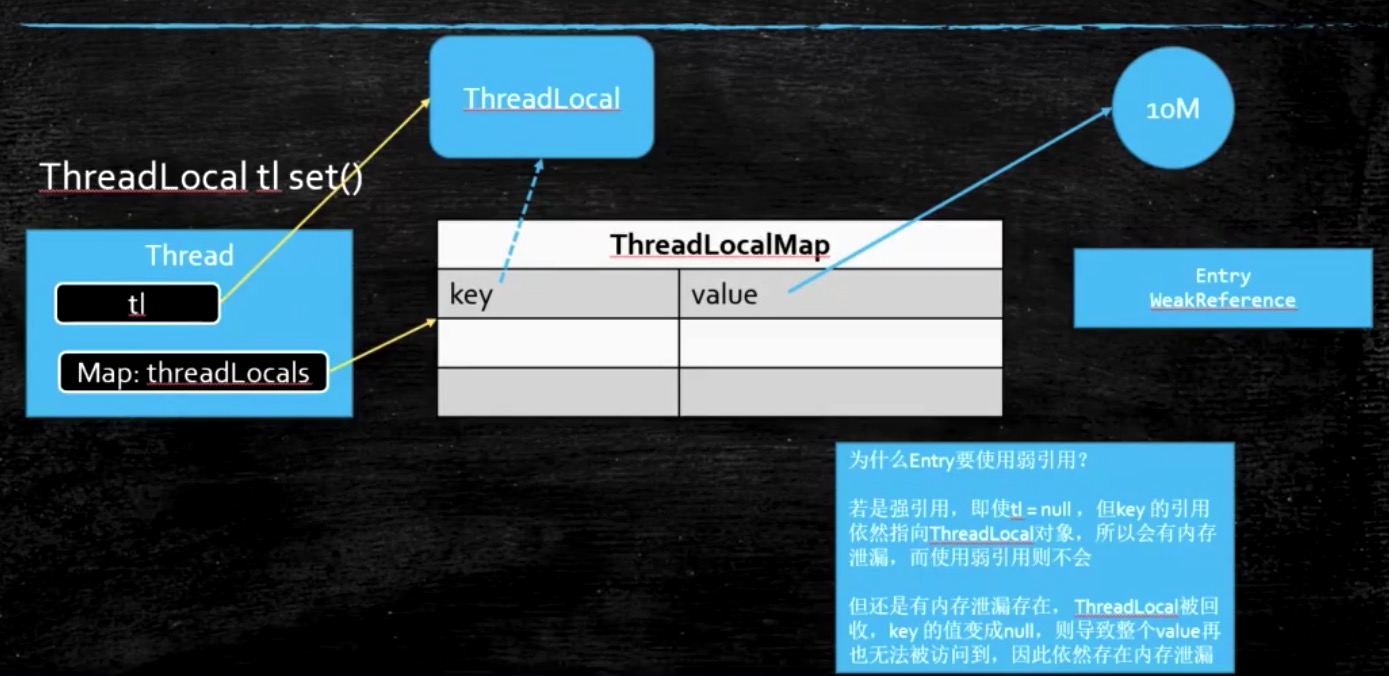 ThreadLocal
10M
ThreadLocal tl set()
Thread
tl
Map: threadLocals
ThreadLocalMap
key
value
Entry
WeakReference
为什么Entry要使用弱引用?
若是强引用，即使tl = null，但key 的引用
依然指向ThreadLocal对象，所以会有内存
泄漏，而使用弱引用则不会
但还是有内存泄漏存在，ThreadLocal被回
收，key 的值变成null，则导致整个value再
也无法被访问到，因此依然存在内存泄漏